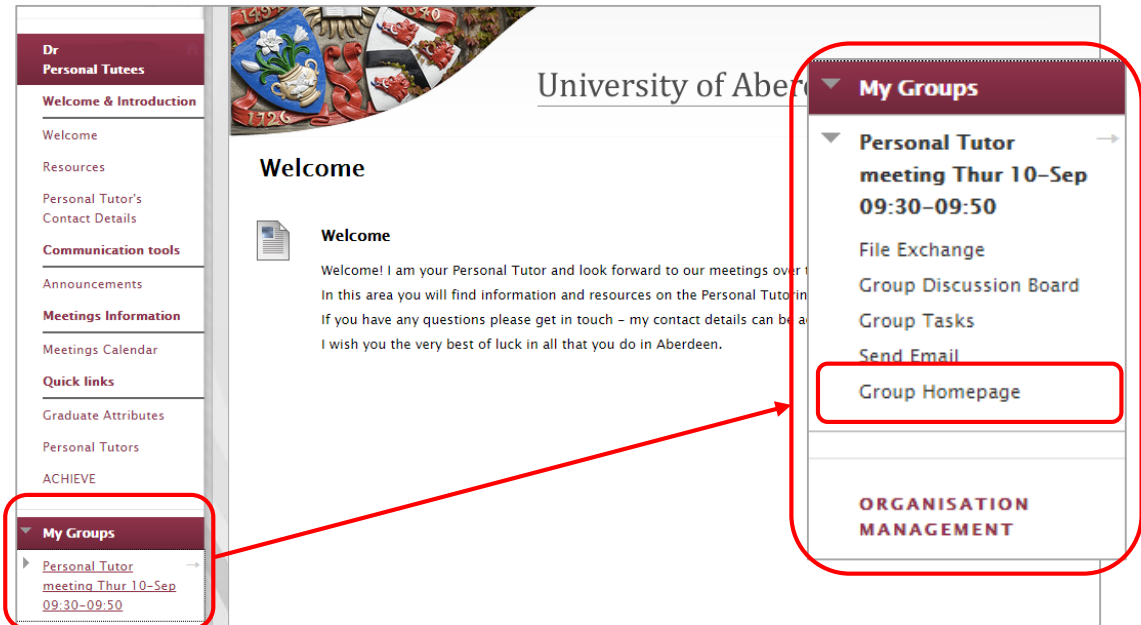 Dr
Personal Tutees
Welcome & Introduction
Welcome
Resources
Personal Tutor's
Contact Details
Communication tools
Announcements
Meetings Information
Meetings Calendar
Quick links
Graduate Attributes
Personal Tutors
ACHIEVE
My Groups
Personal Tutor
meeting Thur 10-Sep
09:30-09:50
1726
University of Aber
Welcome
Welcome
Welcome! I am your Personal Tutor and look forward to our meetings over
In this area you will find information and resources on the Personal
If you have any questions please get in touch – my contact details can be
I wish you the very best of luck in all that you do in Aberdeen.
My Groups
Personal Tutor
meeting Thur 10-Sep
09:30-09:50
File Exchange
Group Discussion Board
Group Tasks
Send Email
Group Homepage
ORGANISATION
MANAGEMENT